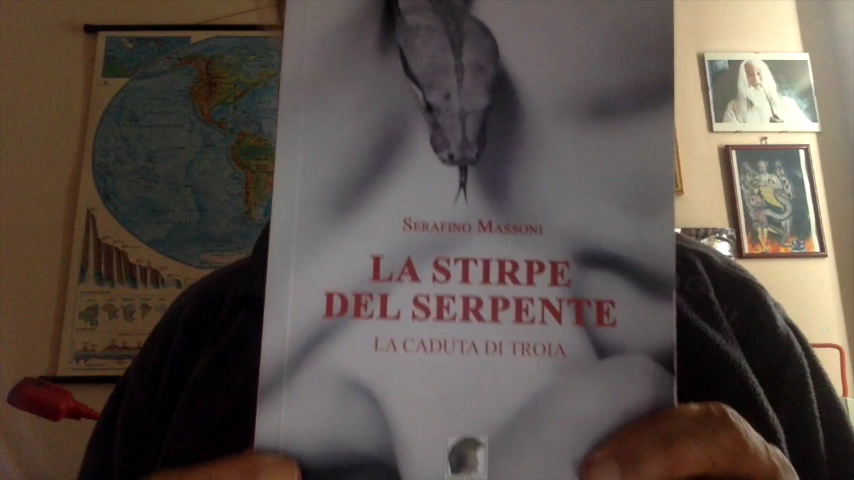 SERAFINO MASSONI
LA STIRPE
DEL SERPENTE
LA CADUTA DI TROIA